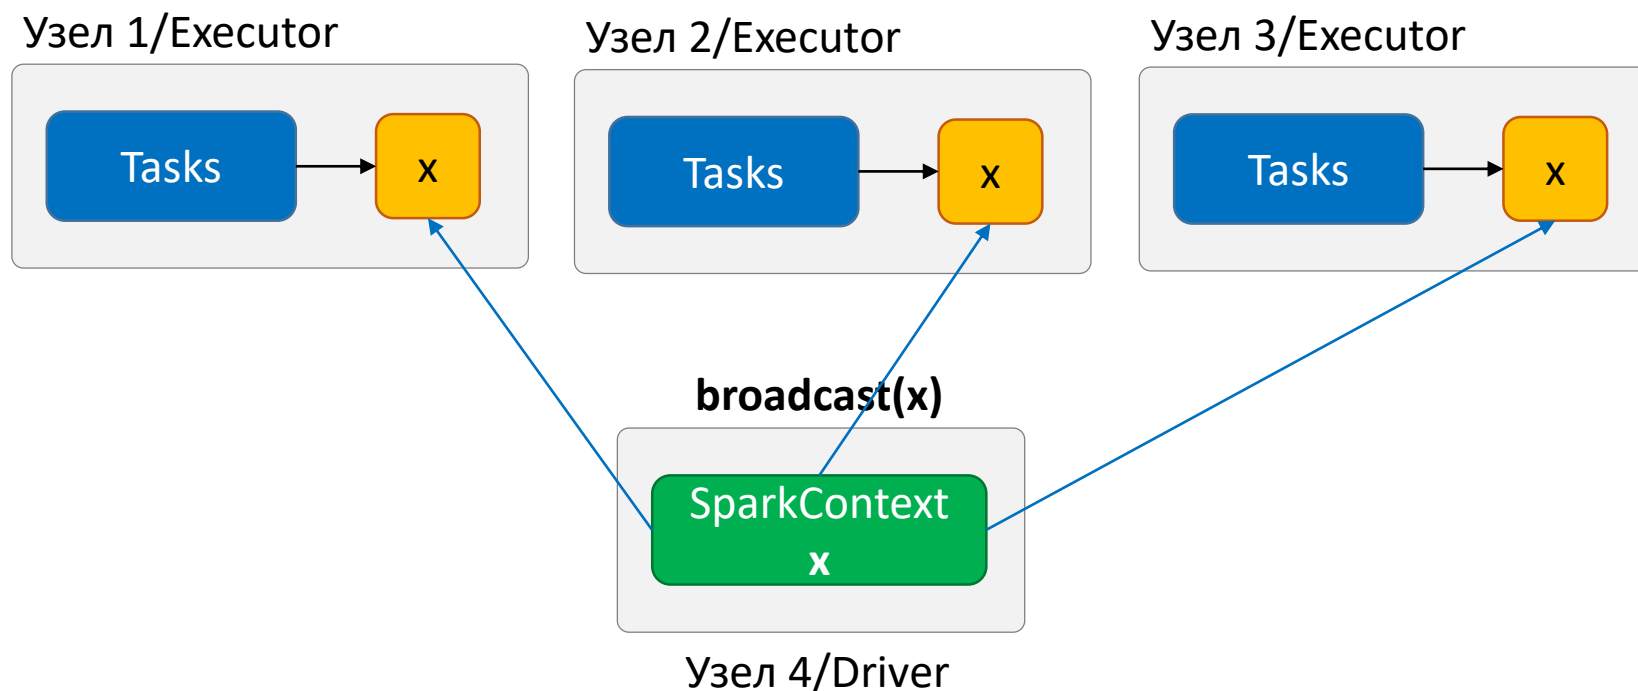 Узел 1/Executor
Узел 2/Executor
Узел 3/Executor
Tasks
x
Tasks
x
Tasks
x
broadcast(x)
SparkContext
x
Узел 4/Driver